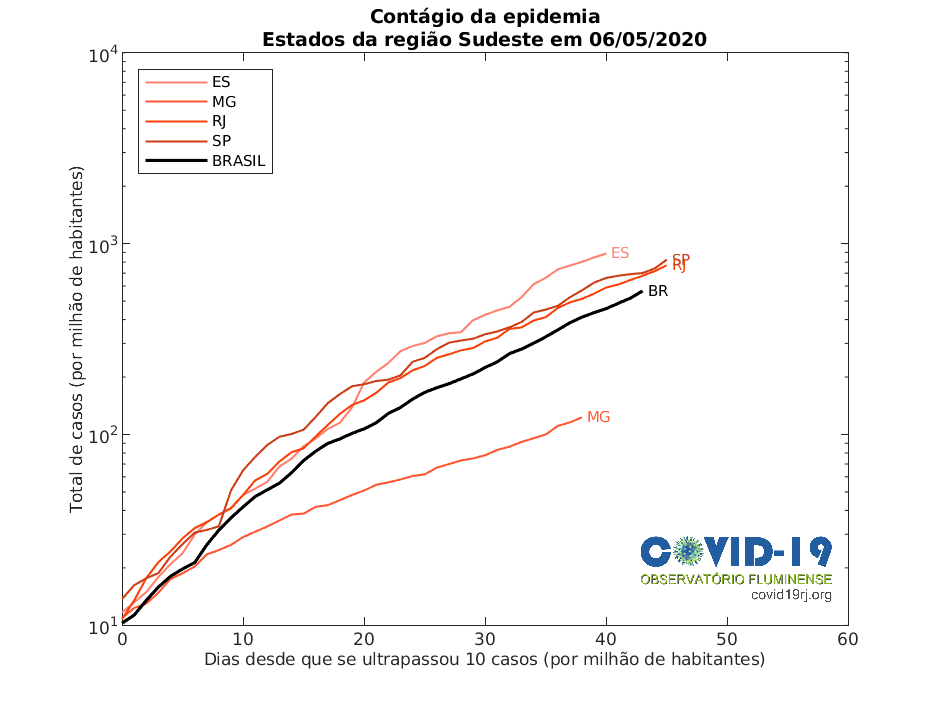 Contágio da epidemia
Estados da região Sudeste em 06/05/2020
Total de casos (por milhão de habitantes)
10^4
10^3
10^2
10^1
ES
MG
RJ
SP
BRASIL
ES
SP
RJ
BR
MG
COVID-19
OBSERVATÓRIO FLUMINENSE
covid19rj.org
0 10 20 30 40 50 60
Dias desde que se ultrapassou 10 casos (por milhão de habitantes)